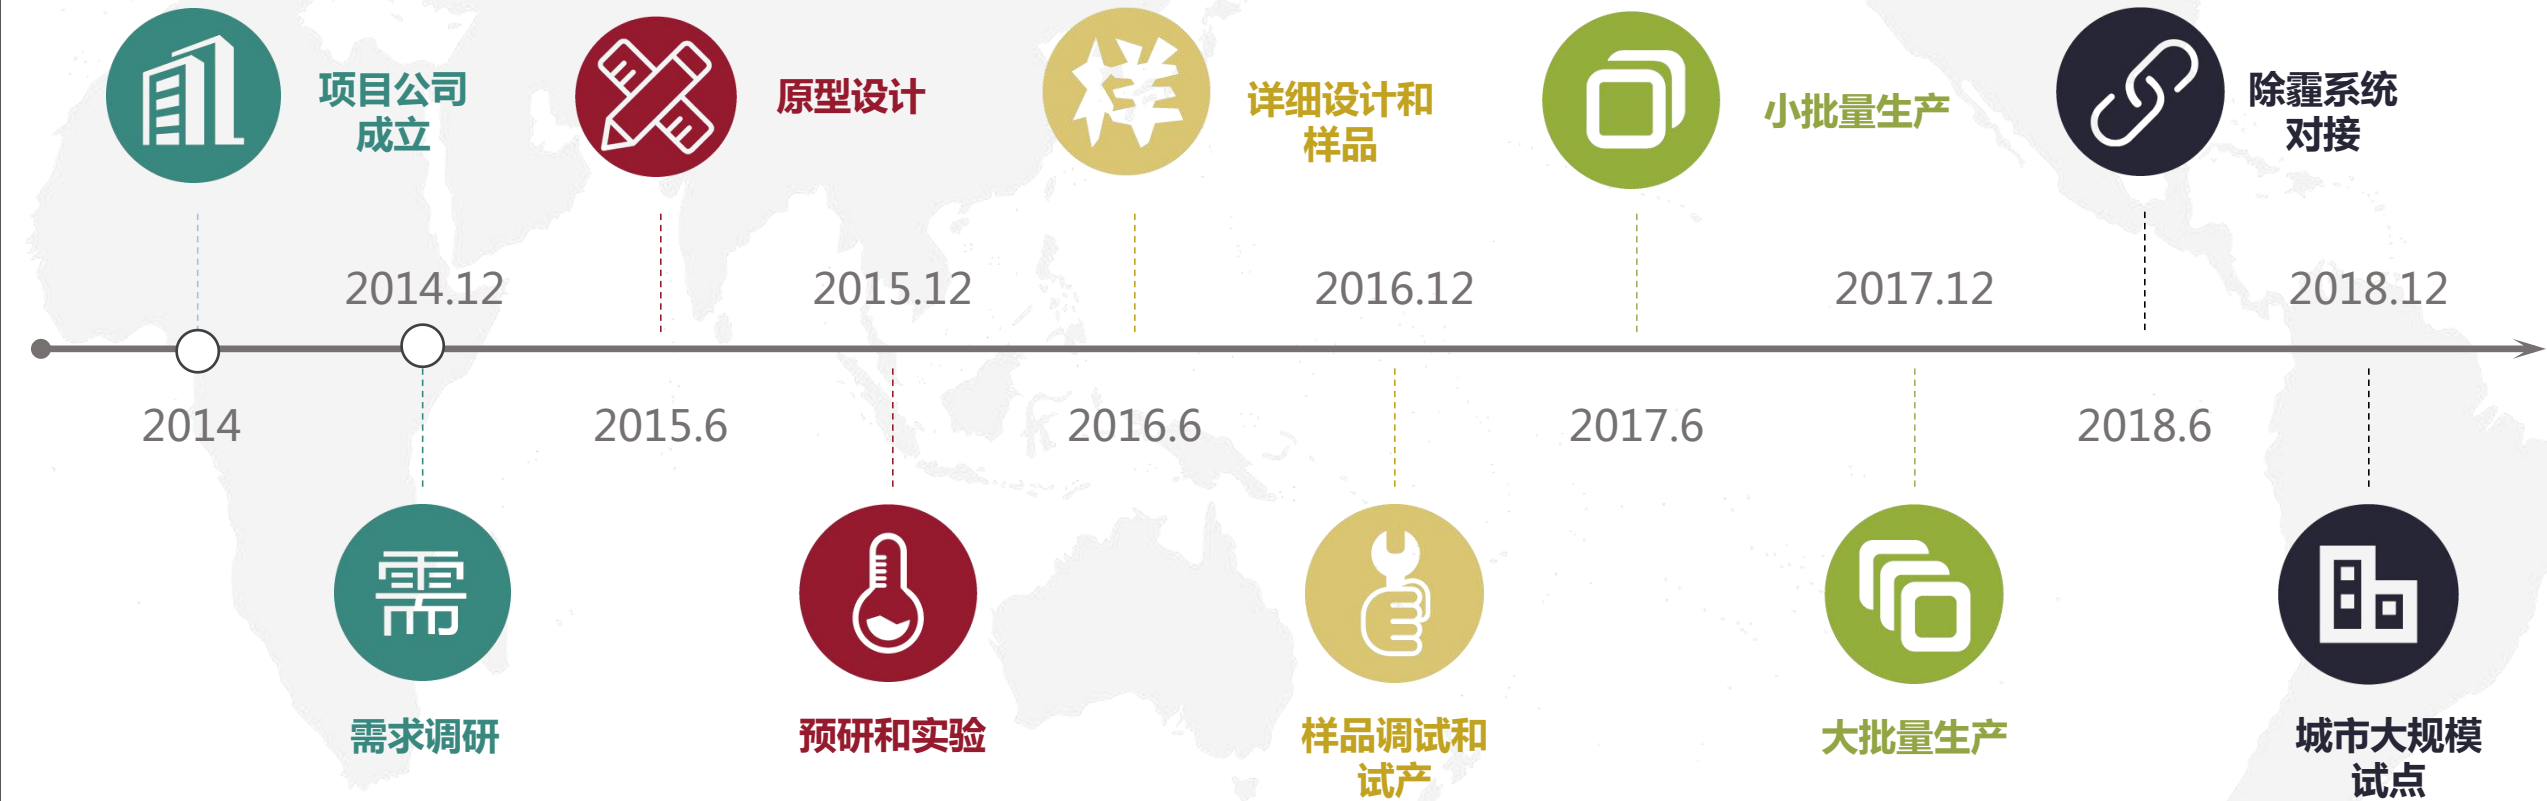 项目公司
成立
原型设计
样
详细设计和
样品
小批量生产
除霾系统
对接
2014.12
2015.12
2016.12
2017.12
2018.12
2014
2015.6
2016.6
2017.6
2018.6
需
需求调研
预研和实验
样品调试和
试产
大批量生产
城市大规模
试点